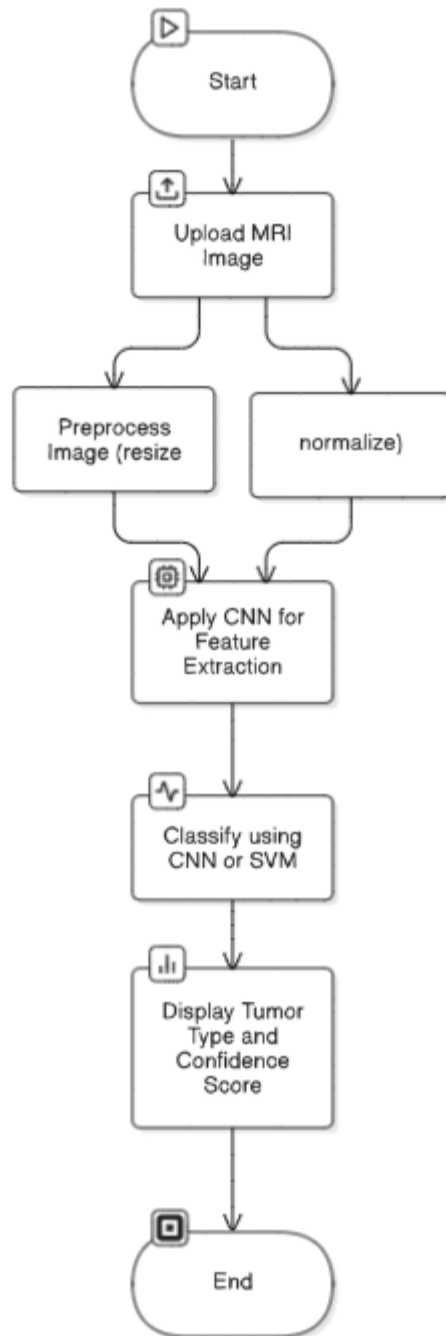 Start
Upload MRI
Image
Preprocess
Image (resize
normalize)
Apply CNN for
Feature
Extraction
Classify using
CNN or SVM
Display Tumor
Type and
Confidence
Score
End